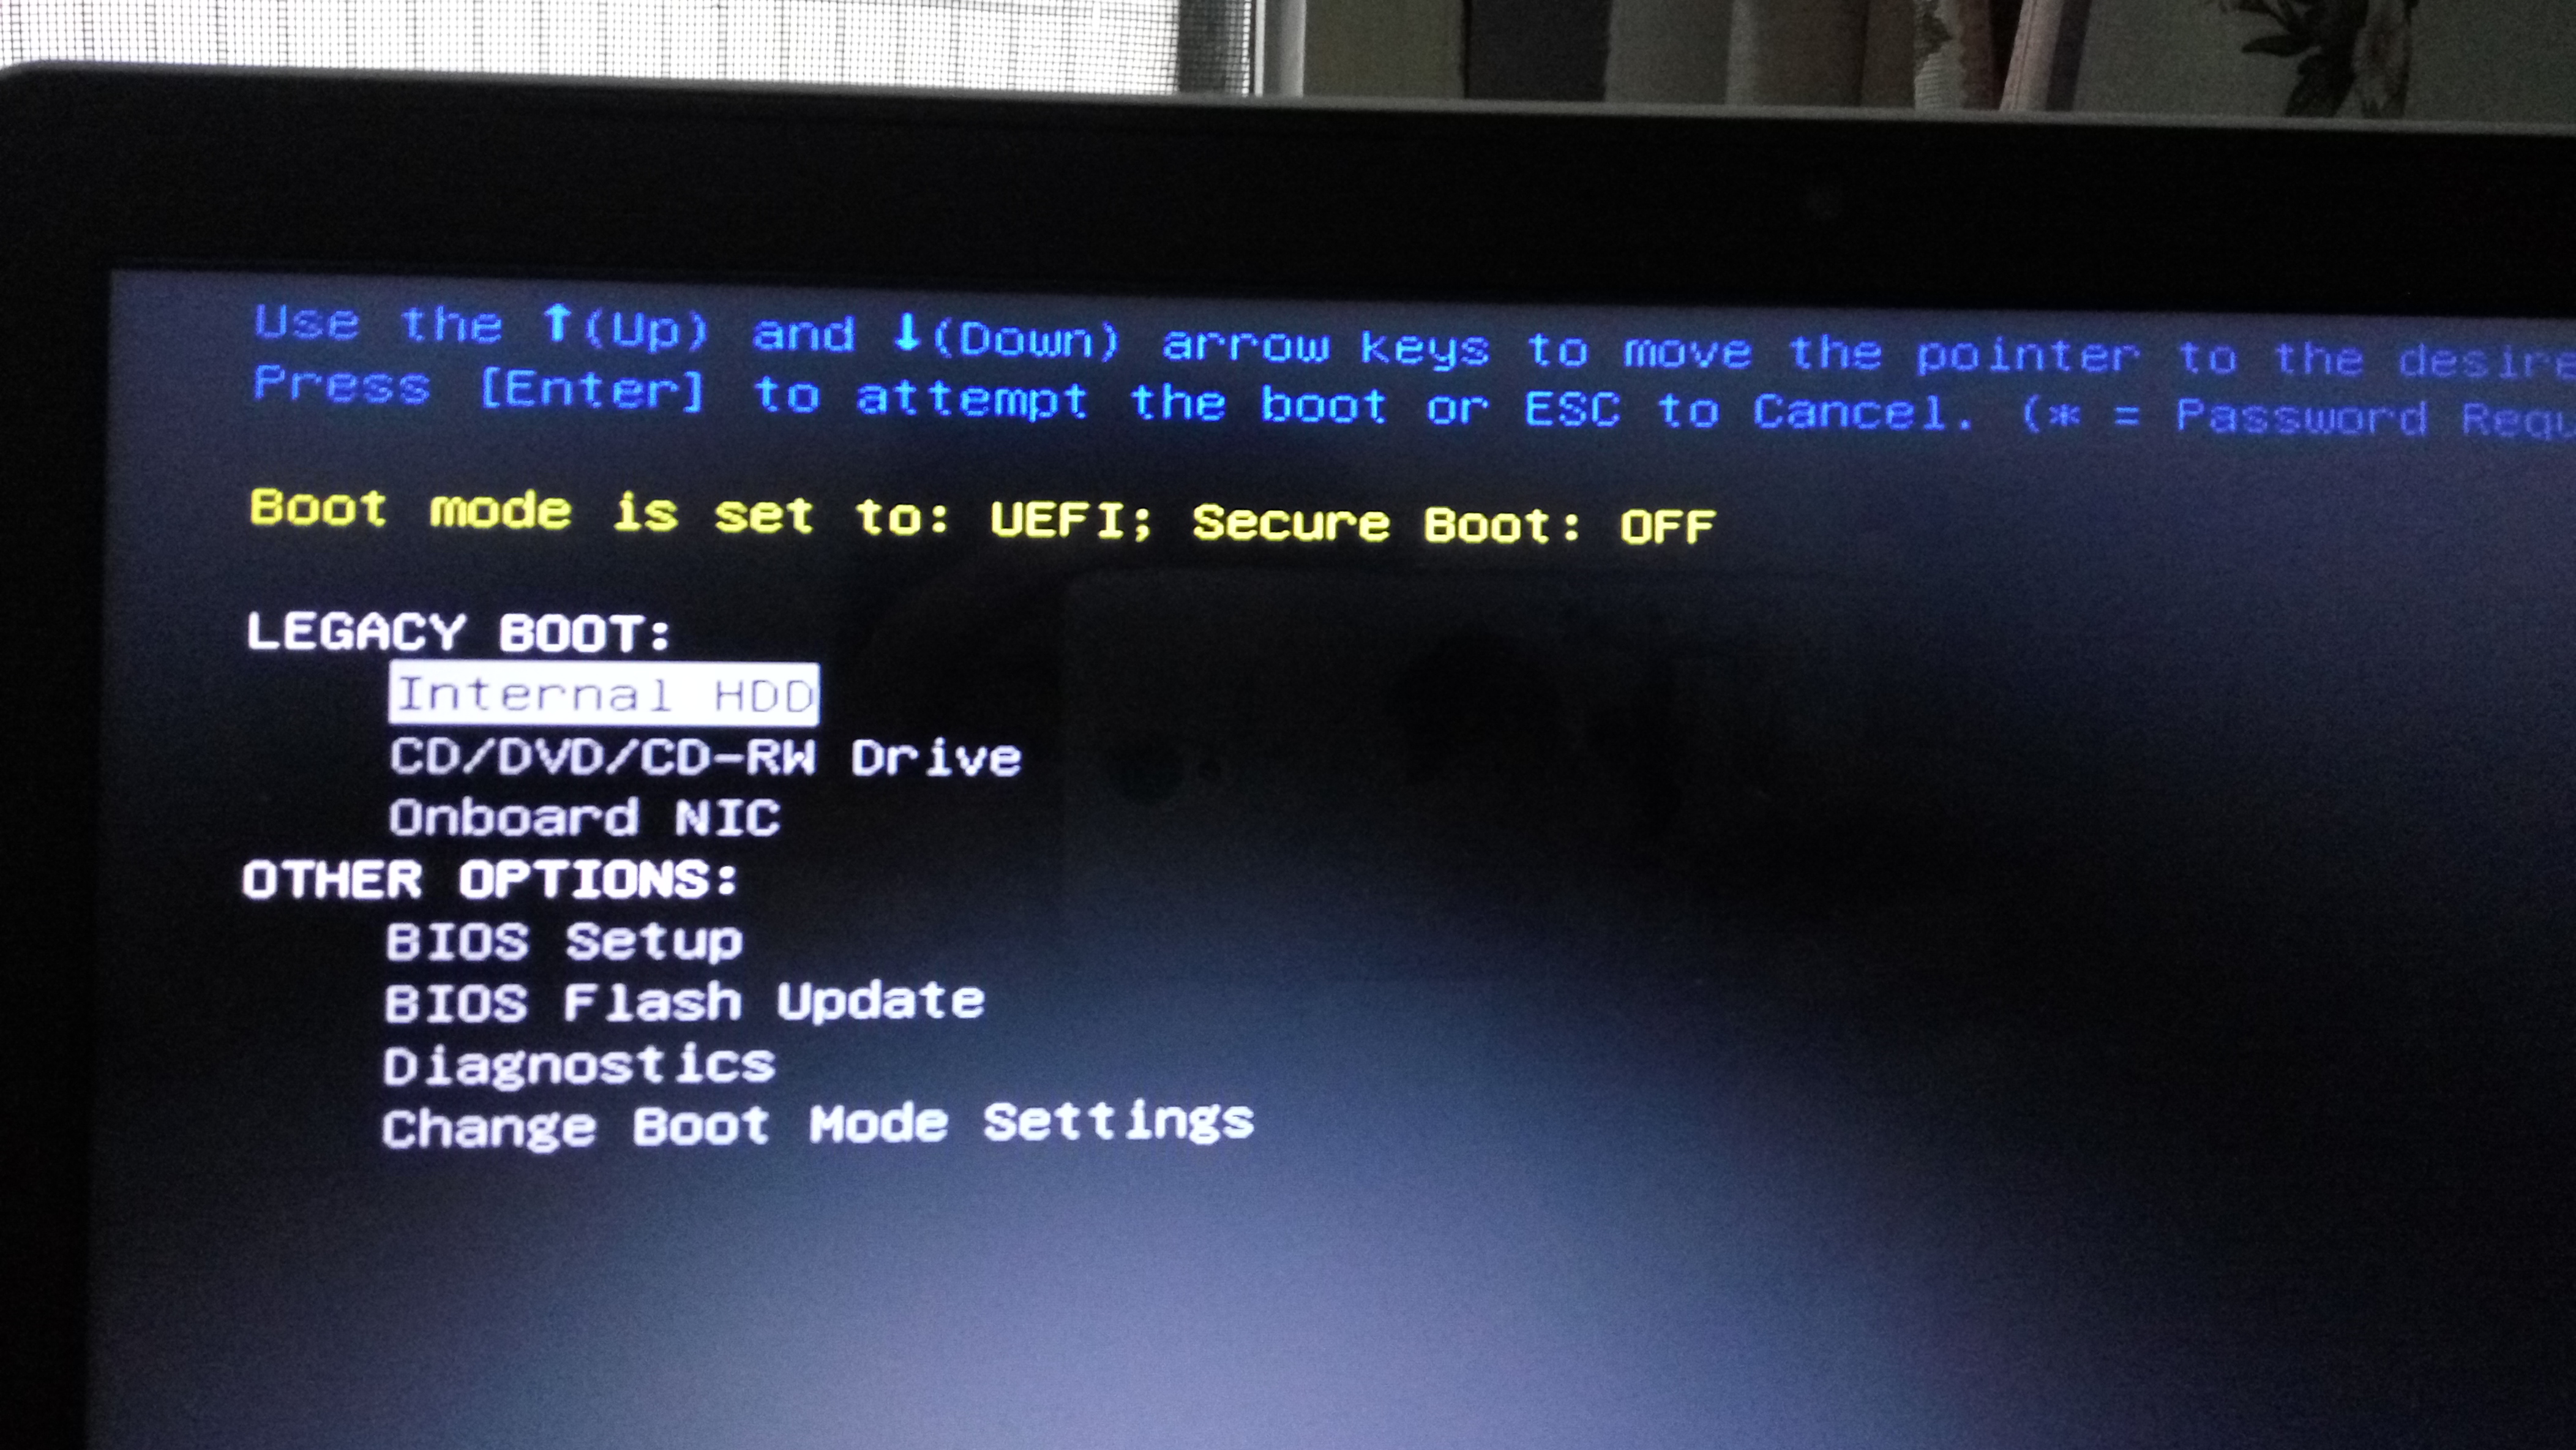 Use the ↑(Up) and ↓(Down) arrow keys to move the pointer to the
Press [Enter] to attempt the boot or ESC to Cancel. (* = Password
Boot mode is set to: UEFI; Secure Boot: OFF
LEGACY BOOT:
Internal HDD
CD/DVD/CD-RW Drive
Onboard NIC
OTHER OPTIONS:
BIOS Setup
BIOS Flash Update
Diagnostics
Change Boot Mode Settings